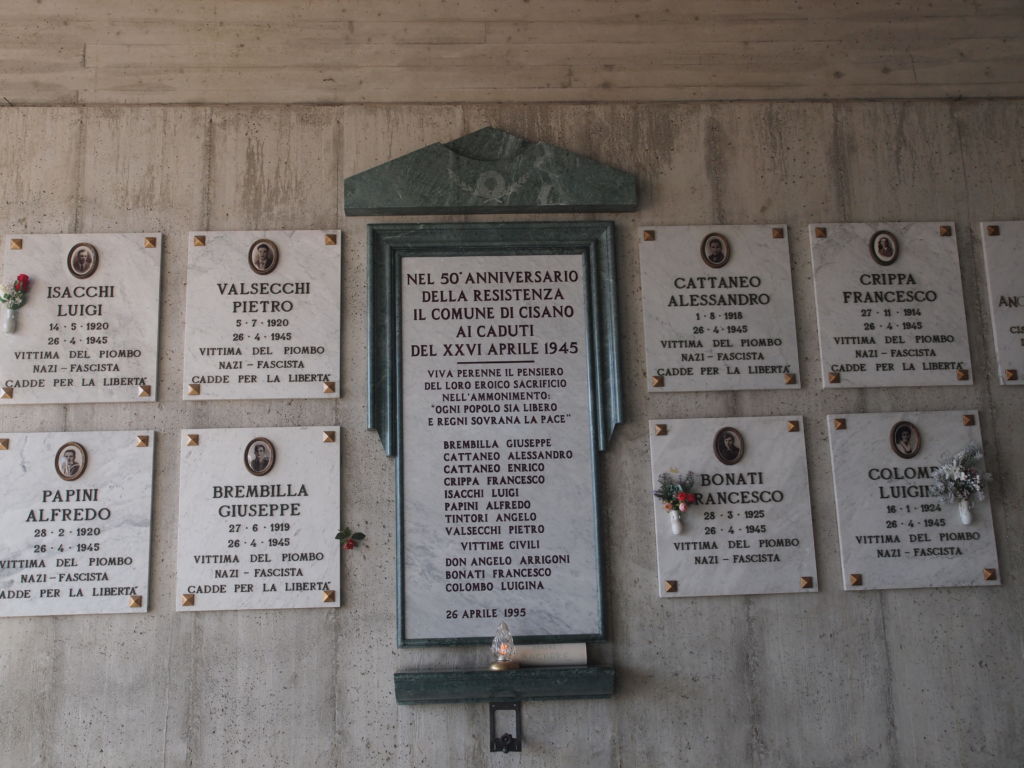 ISACCHI
LUIGI
14 · 5 · 1920
26 · 4 · 1945
VITTIMA DEL PIOMBO
NAZI - FASCISTA
CADDE PER LA LIBERTA'
VALSECCHI
PIETRO
5 · 7 · 1920
26 · 4 · 1945
VITTIMA DEL PIOMBO
NAZI - FASCISTA
CADDE PER LA LIBERTA'
PAPINI
ALFREDO
28 · 2 · 1920
26 · 4 · 1945
VITTIMA DEL PIOMBO
NAZI - FASCISTA
CADDE PER LA LIBERTA'
BREMBILLA
GIUSEPPE
27 · 6 · 1919
26 · 4 · 1945
VITTIMA DEL PIOMBO
NAZI - FASCISTA
CADDE PER LA LIBERTA'
NEL 50° ANNIVERSARIO
DELLA RESISTENZA
IL COMUNE DI CISANO
AI CADUTI
DEL XXVI APRILE 1945
VIVA PERENNE IL PENSIERO
DEL LORO EROICO SACRIFICIO
NELL'AMMONIMENTO:
"OGNI POPOLO SIA LIBERO
E REGNI SOVRANA LA PACE"
BREMBILLA GIUSEPPE
CATTANEO ALESSANDRO
CATTANEO ENRICO
CRIPPA FRANCESCO
ISACCHI LUIGI
PAPINI ALFREDO
TINTORI ANGELO
VALSECCHI PIETRO
VITTIME CIVILI
DON ANGELO ARRIGONI
BONATI FRANCESCO
COLOMBO LUIGINA
26 APRILE 1995
CATTANEO
ALESSANDRO
1 · 8 · 1918
26 · 4 · 1945
VITTIMA DEL PIOMBO
NAZI - FASCISTA
CADDE PER LA LIBERTA'
CRIPPA
FRANCESCO
27 · 11 · 1914
26 · 4 · 1945
VITTIMA DEL PIOMBO
NAZI - FASCISTA
CADDE PER LA LIBERTA'
BONATI
FRANCESCO
28 · 3 · 1925
26 · 4 · 1945
VITTIMA DEL PIOMBO
NAZI - FASCISTA
COLOMBO
LUIGINA
16 · 1 · 1924
26 · 4 · 1945
VITTIMA DEL PIOMBO
NAZI - FASCISTA